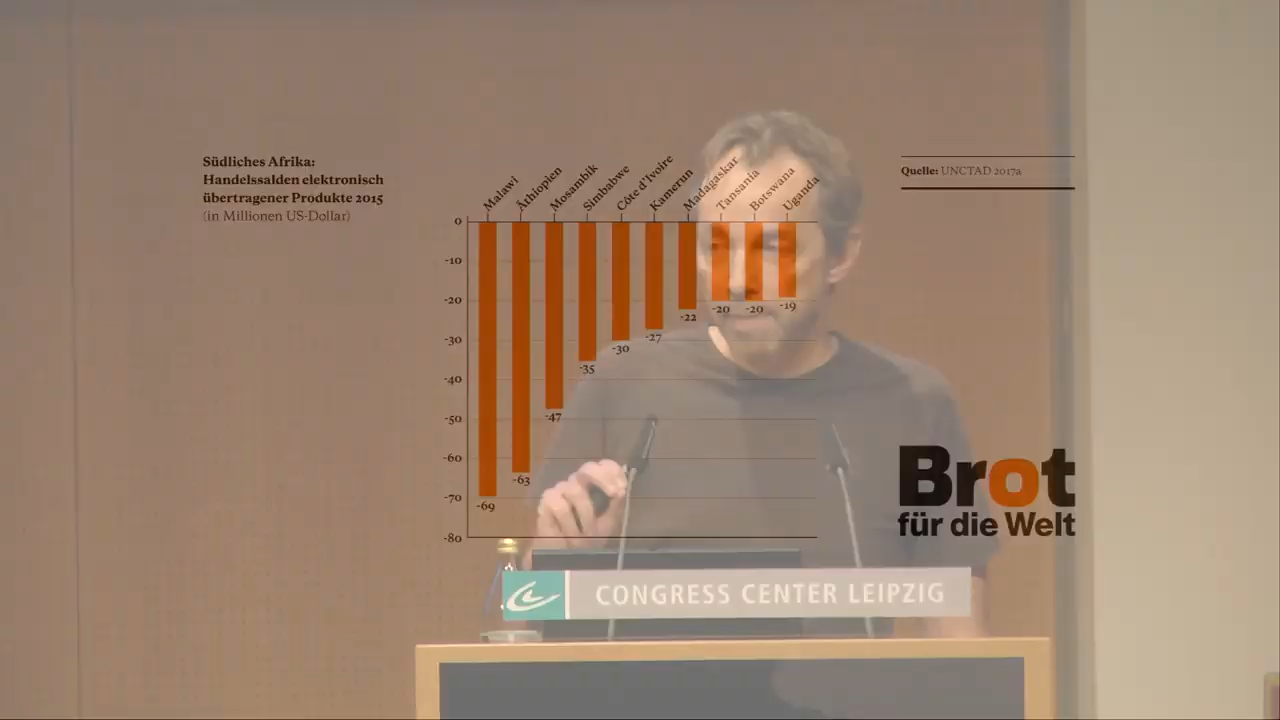 Südliches Afrika:
Handelssalden elektronisch
übertragener Produkte 2015
(in Millionen US-Dollar)
Malawi
Äthiopien
Mosambik
Simbabwe
Côte d'Ivoire
Kamerun
Madagaskar
Tansania
Botswana
Uganda
Quelle: UNCTAD 2017a
0
-10
-20
-30
-40
-50
-60
-70
-80
-69
-63
-47
-35
-30
-27
-22
-20
-20
-19
Brot
für die Welt
CONGRESS CENTER LEIPZIG